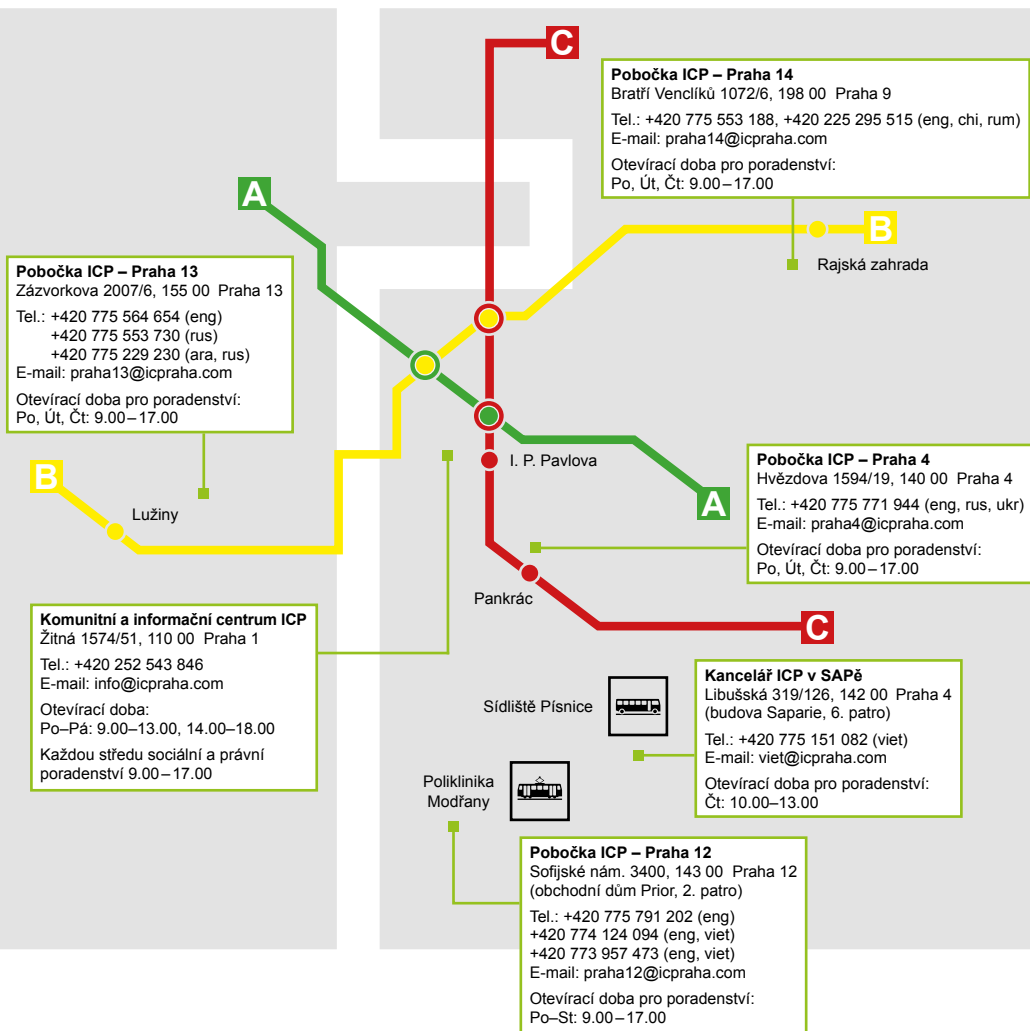 C
Pobočka ICP – Praha 14
Bratří Venclíků 1072/6, 198 00 Praha 9
Tel.: +420 775 553 188, +420 225 295 515 (eng, chi, rum)
E-mail: praha14@icpraha.com
Otevírací doba pro poradenství:
Po, Út, Čt: 9.00–17.00
A
B
Rajská zahrada
Pobočka ICP – Praha 13
Zázvorkova 2007/6, 155 00 Praha 13
Tel.: +420 775 564 654 (eng)
+420 775 553 730 (rus)
+420 775 229 230 (ara, rus)
E-mail: praha13@icpraha.com
Otevírací doba pro poradenství:
Po, Út, Čt: 9.00–17.00
B
Lužiny
I. P. Pavlova
A
Pobočka ICP – Praha 4
Hvězdova 1594/19, 140 00 Praha 4
Tel.: +420 775 771 944 (eng, rus, ukr)
E-mail: praha4@icpraha.com
Otevírací doba pro poradenství:
Po, Út, Čt: 9.00–17.00
Pankrác
C
Komunitní a informační centrum ICP
Žitná 1574/51, 110 00 Praha 1
Tel.: +420 252 543 846
E-mail: info@icpraha.com
Otevírací doba:
Po–Pá: 9.00–13.00, 14.00–18.00
Každou středu sociální a právní
poradenství 9.00–17.00
Sídliště Písnice
Kancelář ICP v SAPě
Libušská 319/126, 142 00 Praha 4
(budova Saparie, 6. patro)
Tel.: +420 775 151 082 (viet)
E-mail: viet@icpraha.com
Otevírací doba pro poradenství:
Čt: 10.00–13.00
Poliklinika
Modřany
Pobočka ICP – Praha 12
Sofijské nám. 3400, 143 00 Praha 12
(obchodní dům Prior, 2. patro)
Tel.: +420 775 791 202 (eng)
+420 774 124 094 (eng, viet)
+420 773 957 473 (eng, viet)
E-mail: praha12@icpraha.com
Otevírací doba pro poradenství:
Po–St: 9.00–17.00